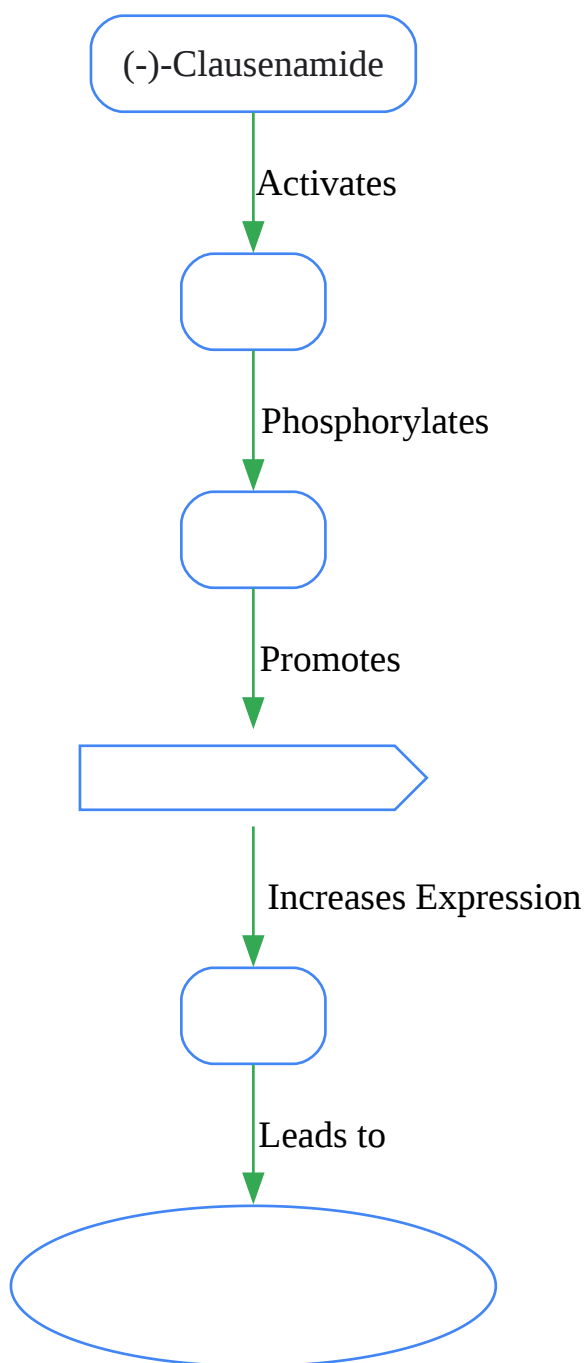 (-)-Clausenamide
Activates
Phosphorylates
Promotes
Increases Expression
Leads to